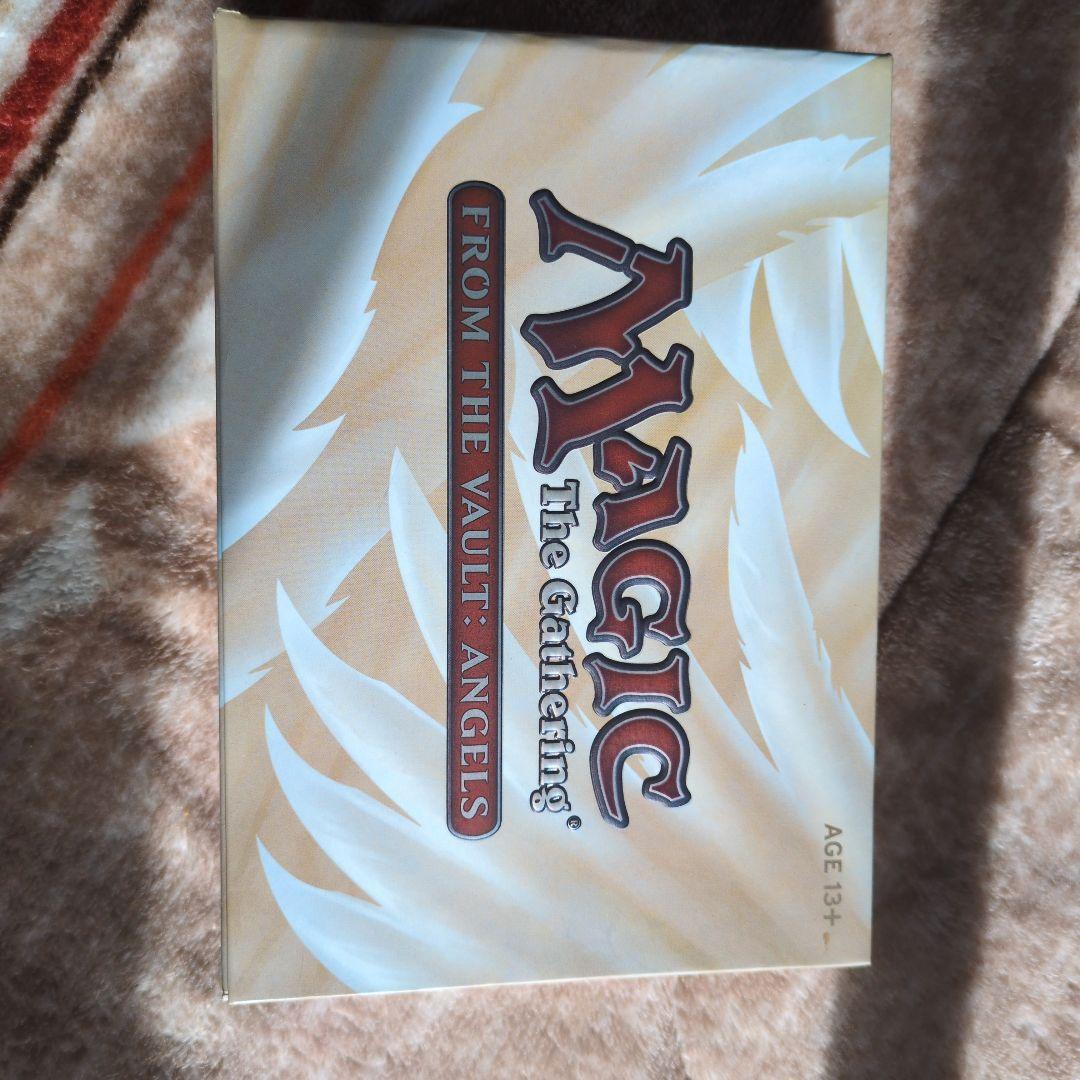 AGE 13+
MAGIC
The Gathering®
FROM THE VAULT: ANGELS